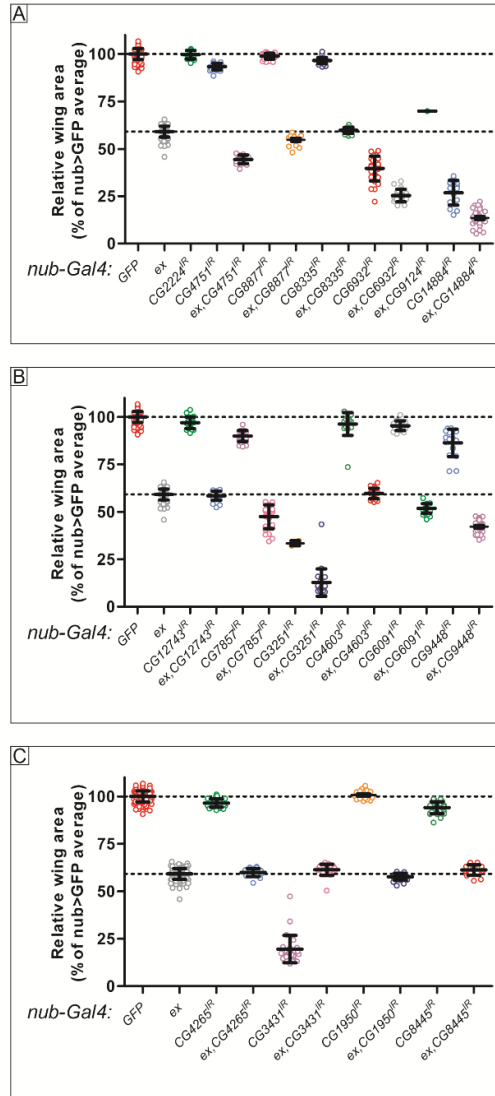 A
Relative wing area
(% of nub>GFP average)
100
75
50
25
0
nub-Gal4:
GFP
ex
CG2224IR
CG4751IR
ex,CG4751IR
CG8877IR
ex,CG8877IR
CG8335IR
ex,CG8335IR
CG6932IR
ex,CG6932IR
ex,CG9124IR
CG14884IR
ex,CG14884IR
B
Relative wing area
(% of nub>GFP average)
100
75
50
25
0
nub-Gal4:
GFP
ex
CG12743IR
ex,CG12743IR
CG7857IR
ex,CG7857IR
CG3251IR
ex,CG3251IR
CG4603IR
ex,CG4603IR
CG6091IR
ex,CG6091IR
CG9448IR
ex,CG9448IR
C
Relative wing area
(% of nub>GFP average)
100
75
50
25
0
nub-Gal4:
GFP
ex
CG4265IR
ex,CG4265IR
CG3431IR
ex,CG3431IR
CG1950IR
ex,CG1950IR
CG8445IR
ex,CG8445IR